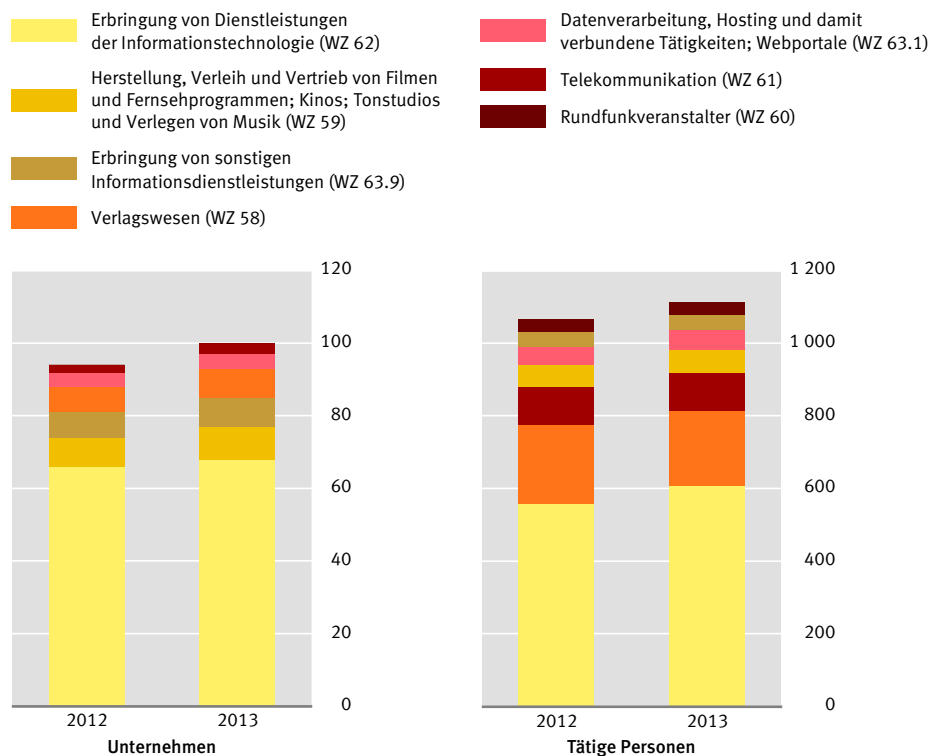 Erbringung von Dienstleistungen
der Informationstechnologie (WZ 62)
Herstellung, Verleih und Vertrieb von Filmen
und Fernsehprogrammen; Kinos; Tonstudios
und Verlegen von Musik (WZ 59)
Erbringung von sonstigen
Informationsdienstleistungen (WZ 63.9)
Verlagswesen (WZ 58)
Datenverarbeitung, Hosting und damit
verbundene Tätigkeiten; Webportale (WZ 63.1)
Telekommunikation (WZ 61)
Rundfunkveranstalter (WZ 60)
120
100
80
60
40
20
0
2012 2013
Unternehmen
1 200
1 000
800
600
400
200
0
2012 2013
Tätige Personen